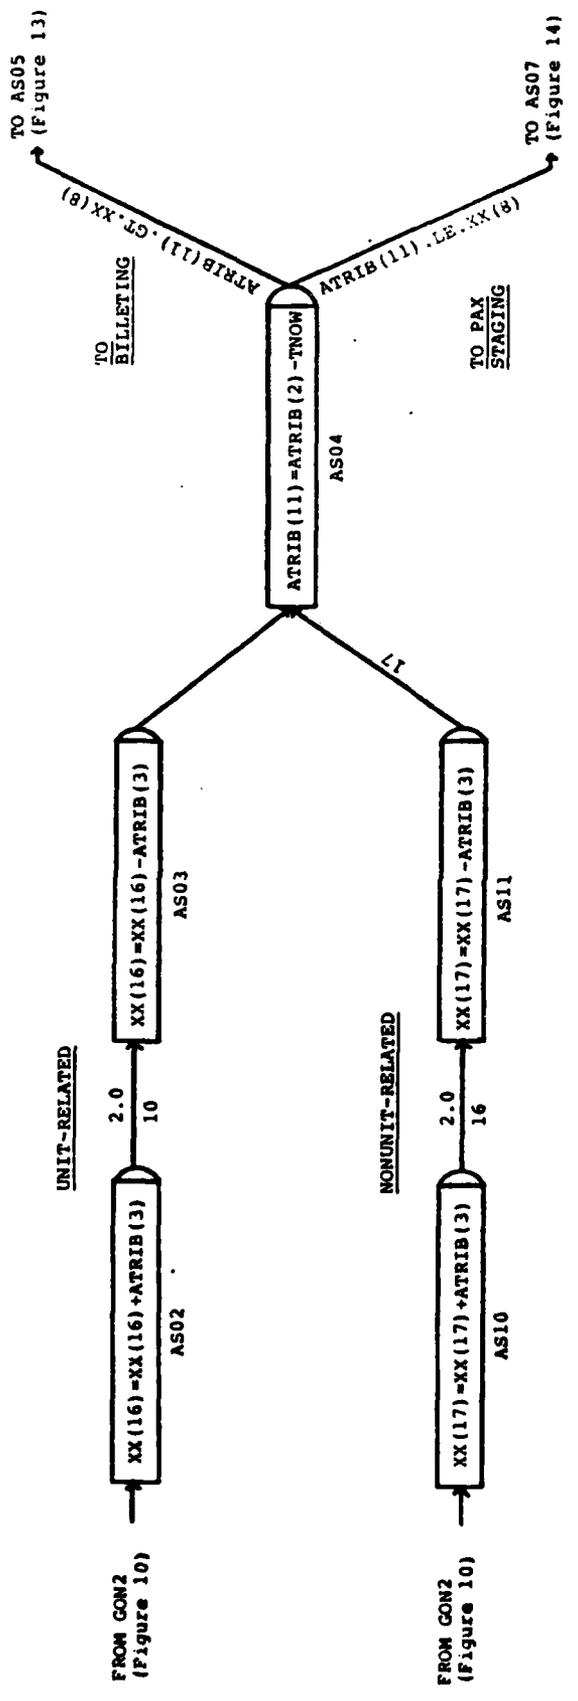 FROM GON2
(Figure 10)
XX(16)=XX(16)+ATRIB(3)
AS02
UNIT-RELATED
2.0
10
XX(16)=XX(16)-ATRIB(3)
AS03
FROM GON2
(Figure 10)
XX(17)=XX(17)+ATRIB(3)
AS10
NONUNIT-RELATED
2.0
16
XX(17)=XX(17)-ATRIB(3)
AS11
17
ATRIB(11)=ATRIB(2)-TNOW
AS04
TO
BILLETING
ATRIB(11).GT.XX(8)
TO AS05
(Figure 13)
ATRIB(11).LE.XX(8)
TO PAX
STAGING
TO AS07
(Figure 14)